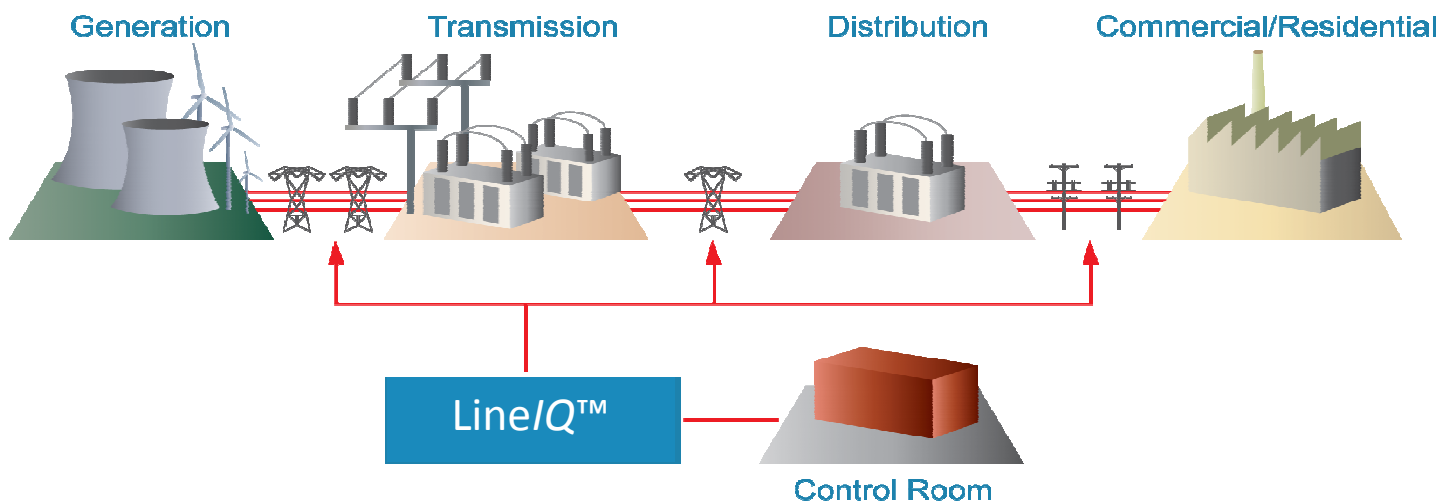 Generation
Transmission
Distribution
Commercial/Residential
LineIQ™
Control Room